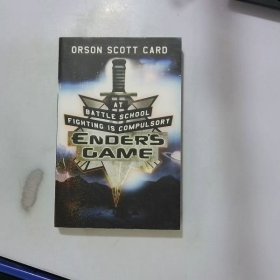 ORSON SCOTT CARD
AT
BATTLE SCHOOL
FIGHTING IS COMPULSORY
ENDER'S
GAME